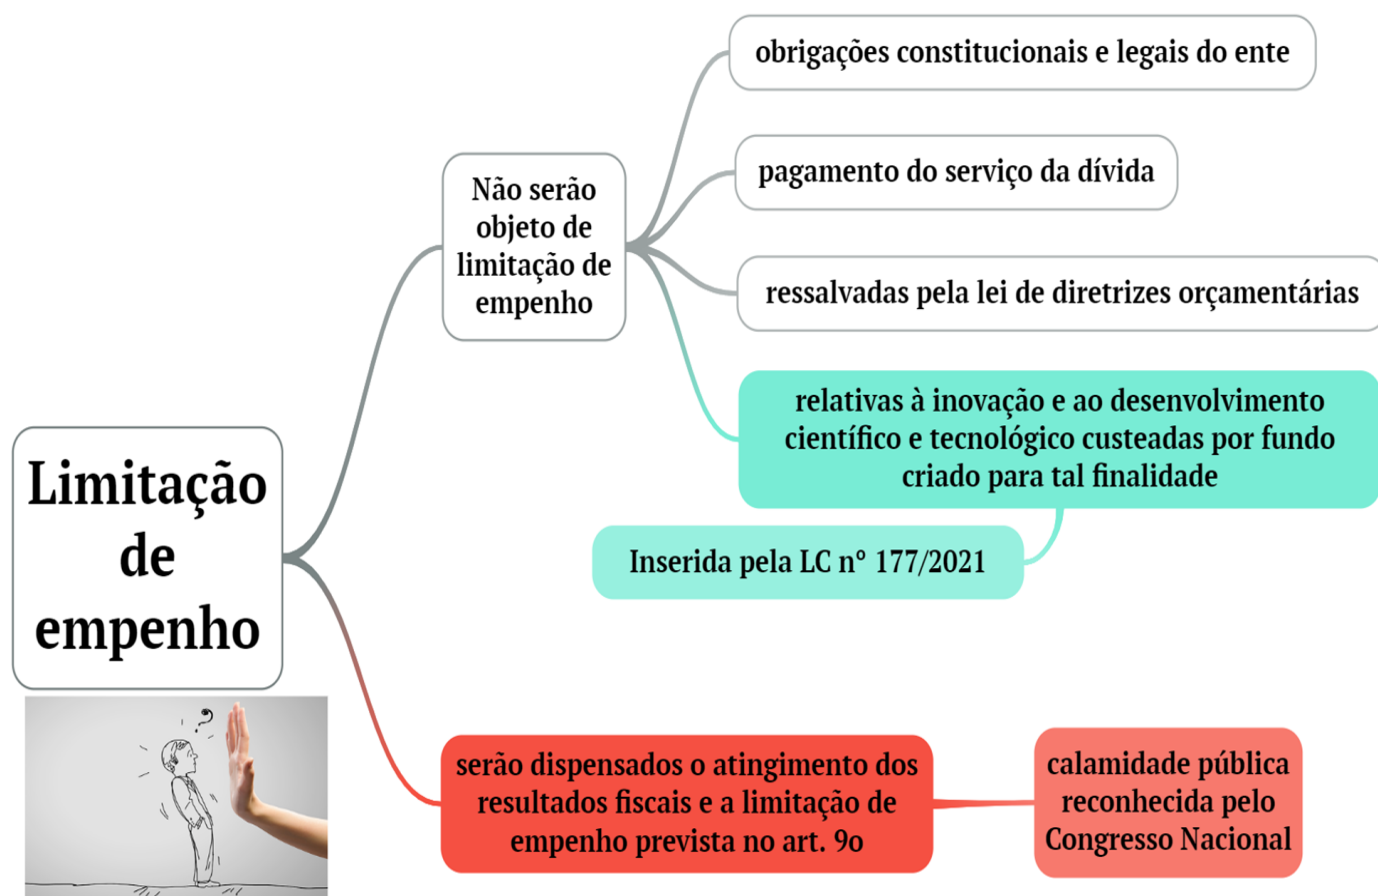 obrigações constitucionais e legais do ente
pagamento do serviço da dívida
Não serão
objeto de
limitação de
empenho
ressalvadas pela lei de diretrizes orçamentárias
relativas à inovação e ao desenvolvimento
científico e tecnológico custeadas por fundo
criado para tal finalidade
Inserida pela LC nº 177/2021
Limitação
de
empenho
?
serão dispensados o atingimento dos
resultados fiscais e a limitação de
empenho prevista no art. 9o
calamidade pública
reconhecida pelo
Congresso Nacional